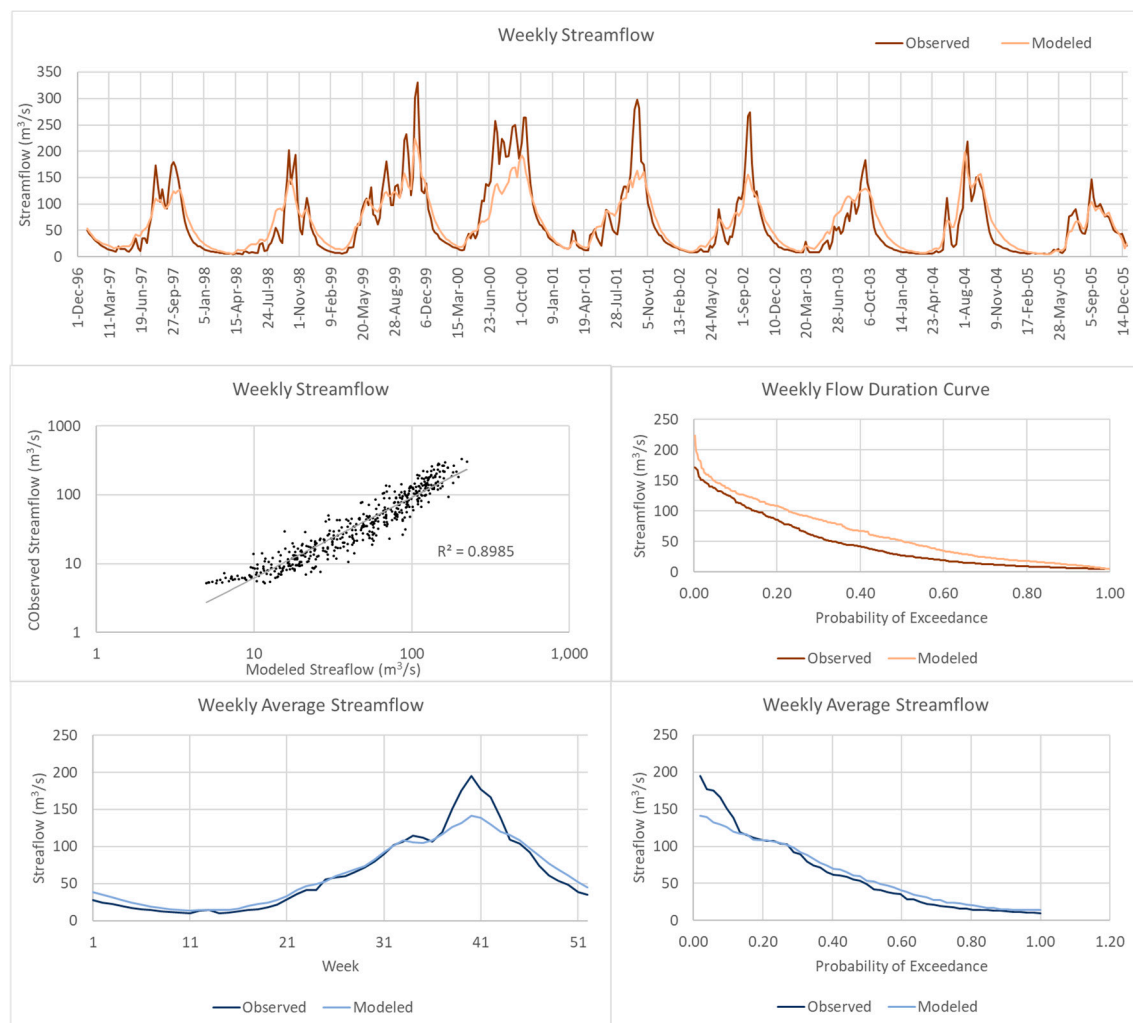 Weekly Streamflow
Observed Modeled
Streamflow (m³/s)
350
300
250
200
150
100
50
0
1-Dec-96
11-Mar-97
19-Jun-97
27-Sep-97
5-Jan-98
15-Apr-98
24-Jul-98
1-Nov-98
9-Feb-99
20-May-99
28-Aug-99
6-Dec-99
15-Mar-00
23-Jun-00
1-Oct-00
9-Jan-01
19-Apr-01
28-Jul-01
5-Nov-01
13-Feb-02
24-May-02
1-Sep-02
10-Dec-02
20-Mar-03
28-Jun-03
6-Oct-03
14-Jan-04
23-Apr-04
1-Aug-04
9-Nov-04
17-Feb-05
28-May-05
5-Sep-05
14-Dec-05
Weekly Streamflow
CObserved Streamflow (m³/s)
1000
100
10
1
R² = 0.8985
1 10 100 1,000
Modeled Streaflow (m³/s)
Weekly Flow Duration Curve
Streamflow (m³/s)
250
200
150
100
50
0
0.00 0.20 0.40 0.60 0.80 1.00
Probability of Exceedance
Observed Modeled
Weekly Average Streamflow
Streaflow (m³/s)
250
200
150
100
50
0
1 11 21 31 41 51
Week
Observed Modeled
Weekly Average Streamflow
Streaflow (m³/s)
250
200
150
100
50
0
0.00 0.20 0.40 0.60 0.80 1.00 1.20
Probability of Exceedance
Observed Modeled